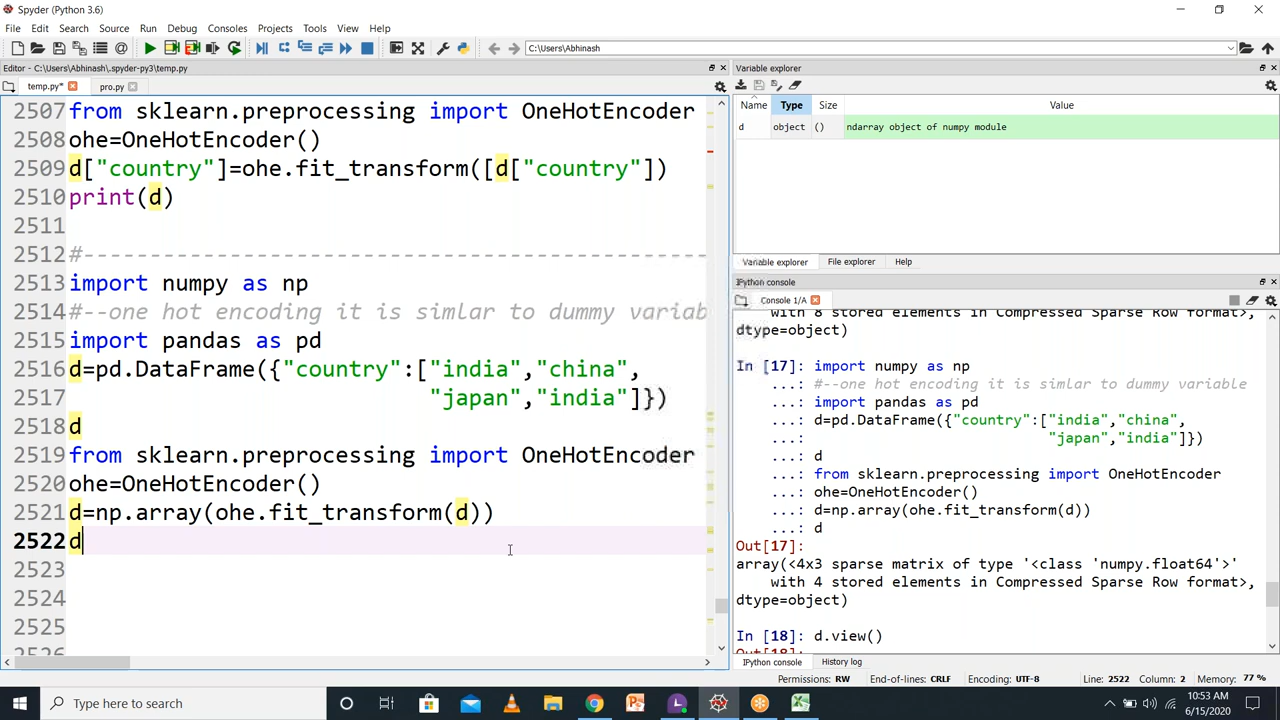 Spyder (Python 3.6)
File Edit Search Source Run Debug Consoles Projects Tools View Help
C:\Users\Abhinash
Editor - C:\Users\Abhinash\.spyder-py3\temp.py
temp.py* pro.py
2507 from sklearn.preprocessing import OneHotEncoder
2508 ohe=OneHotEncoder()
2509 d["country"]=ohe.fit_transform([d["country"])
2510 print(d)
2511
2512 #-----------------------------------------------
2513 import numpy as np
2514 #--one hot encoding it is simlar to dummy variab
2515 import pandas as pd
2516 d=pd.DataFrame({"country":["india","china",
2517 "japan","india"]})
2518 d
2519 from sklearn.preprocessing import OneHotEncoder
2520 ohe=OneHotEncoder()
2521 d=np.array(ohe.fit_transform(d))
2522 d
2523
2524
2525
Variable explorer
Name Type Size Value
d object () ndarray object of numpy module
Variable explorer File explorer Help
IPython console
Console 1/A
with 8 stored elements in Compressed Sparse Row format>,
dtype=object)
In [17]: import numpy as np
...: #--one hot encoding it is simlar to dummy variable
...: import pandas as pd
...: d=pd.DataFrame({"country":["india","china",
...: "japan","india"]})
...: d
...: from sklearn.preprocessing import OneHotEncoder
...: ohe=OneHotEncoder()
...: d=np.array(ohe.fit_transform(d))
...: d
Out[17]:
array(<4x3 sparse matrix of type '<class 'numpy.float64'>'
with 4 stored elements in Compressed Sparse Row format>,
dtype=object)
In [18]: d.view()
IPython console History log
Permissions: RW End-of-lines: CRLF Encoding: UTF-8 Line: 2522 Column: 2 Memory: 77 %
Type here to search
10:53 AM
6/15/2020